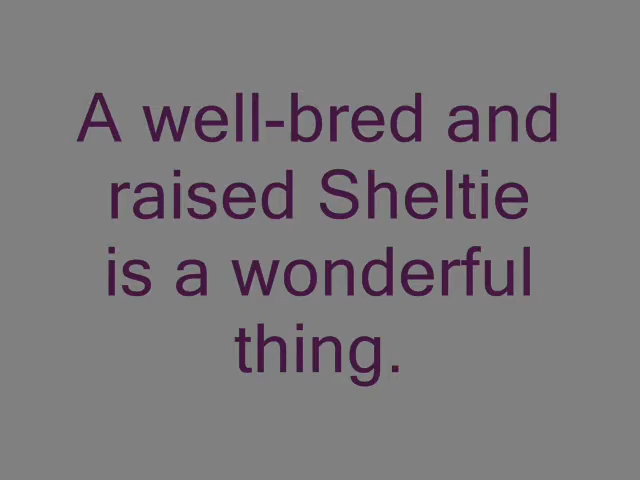 A well-bred and
raised Sheltie
is a wonderful
thing.